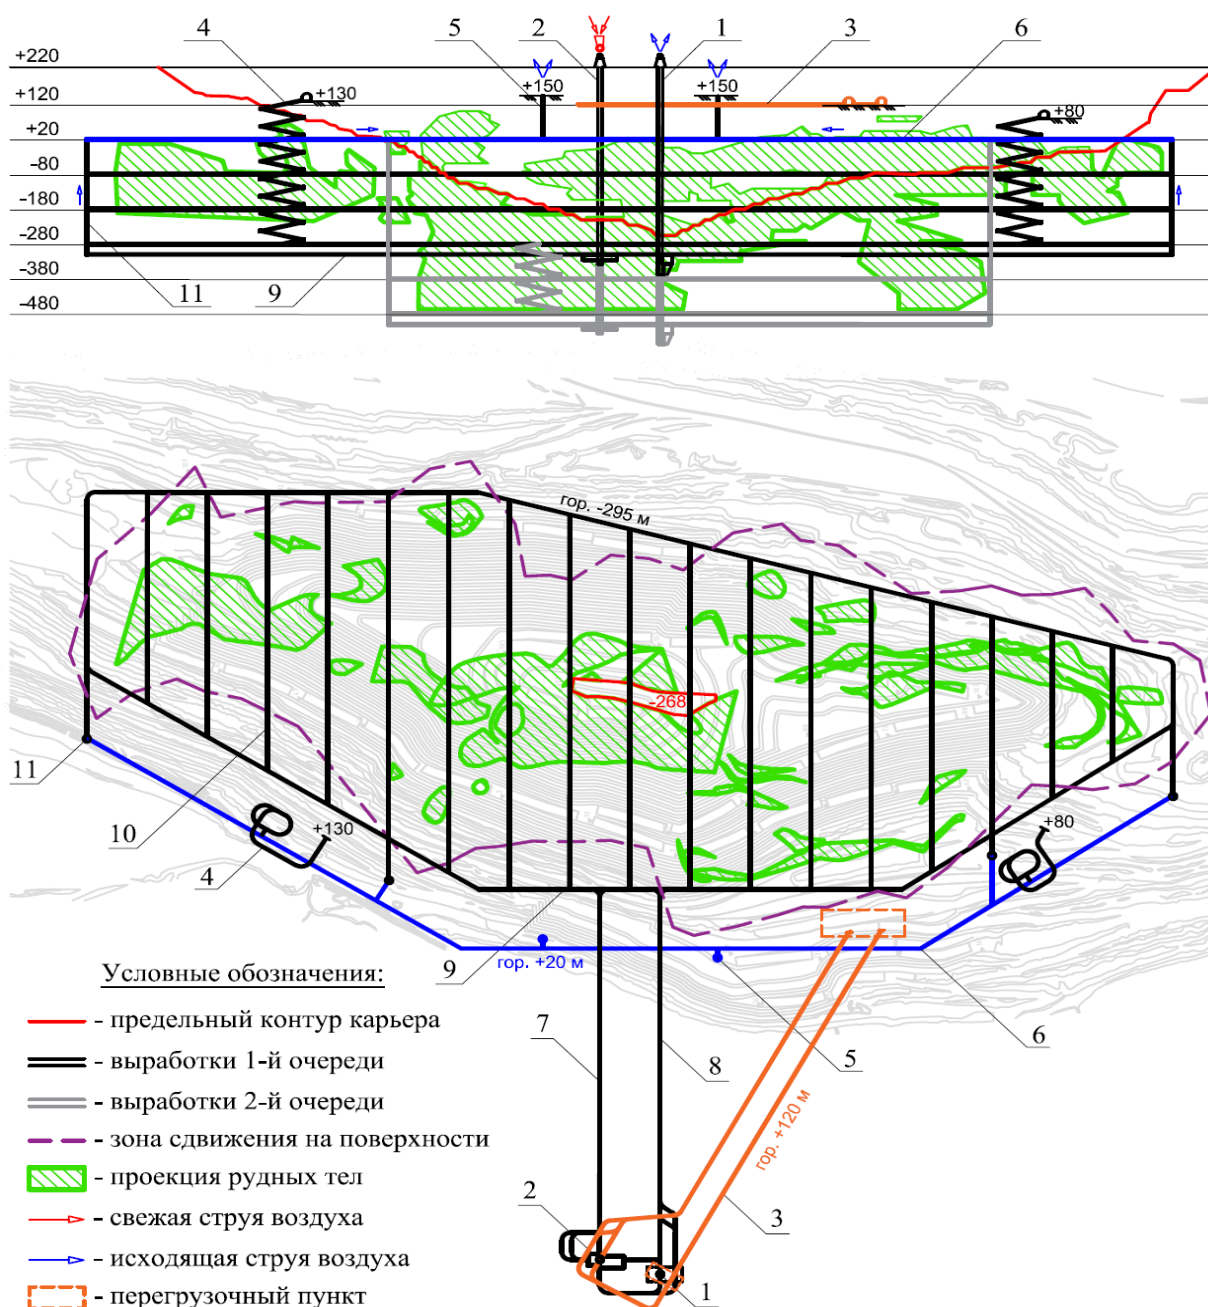 4 5 2 1 3 6
+220
+130 +150 +150
+120 +80
+20
-80
-180
-280
-380
-480
11 9
гор. -295 м
-268
11
10
+130 +80
4
гор. +20 м
9
6
7 8 5
гор. +120 м
2
3
1
Условные обозначения:
- предельный контур карьера
- выработки 1-й очереди
- выработки 2-й очереди
- зона сдвижения на поверхности
- проекция рудных тел
- свежая струя воздуха
- исходящая струя воздуха
- перегрузочный пункт